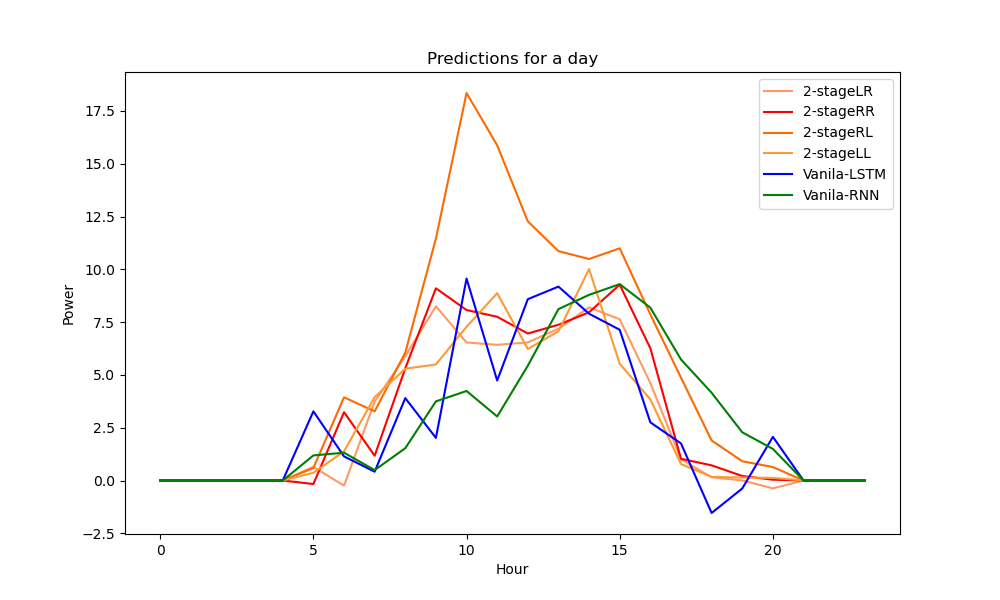 Predictions for a day
2-stageLR
2-stageRR
2-stageRL
2-stageLL
Vanila-LSTM
Vanila-RNN
17.5
15.0
12.5
10.0
7.5
5.0
2.5
0.0
−2.5
Power
0 5 10 15 20
Hour